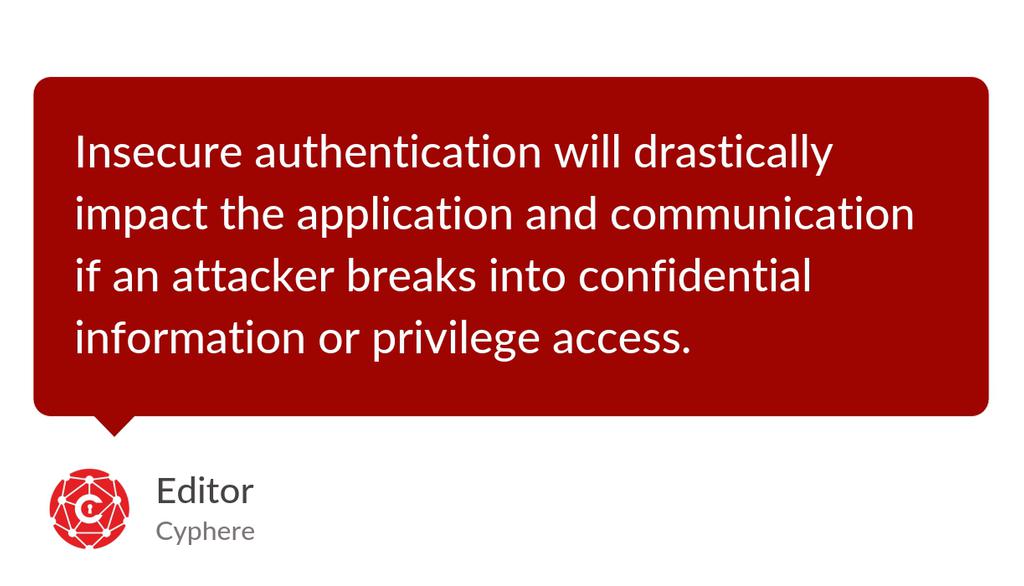 Insecure authentication will drastically
impact the application and communication
if an attacker breaks into confidential
information or privilege access.
Editor
Cyphere